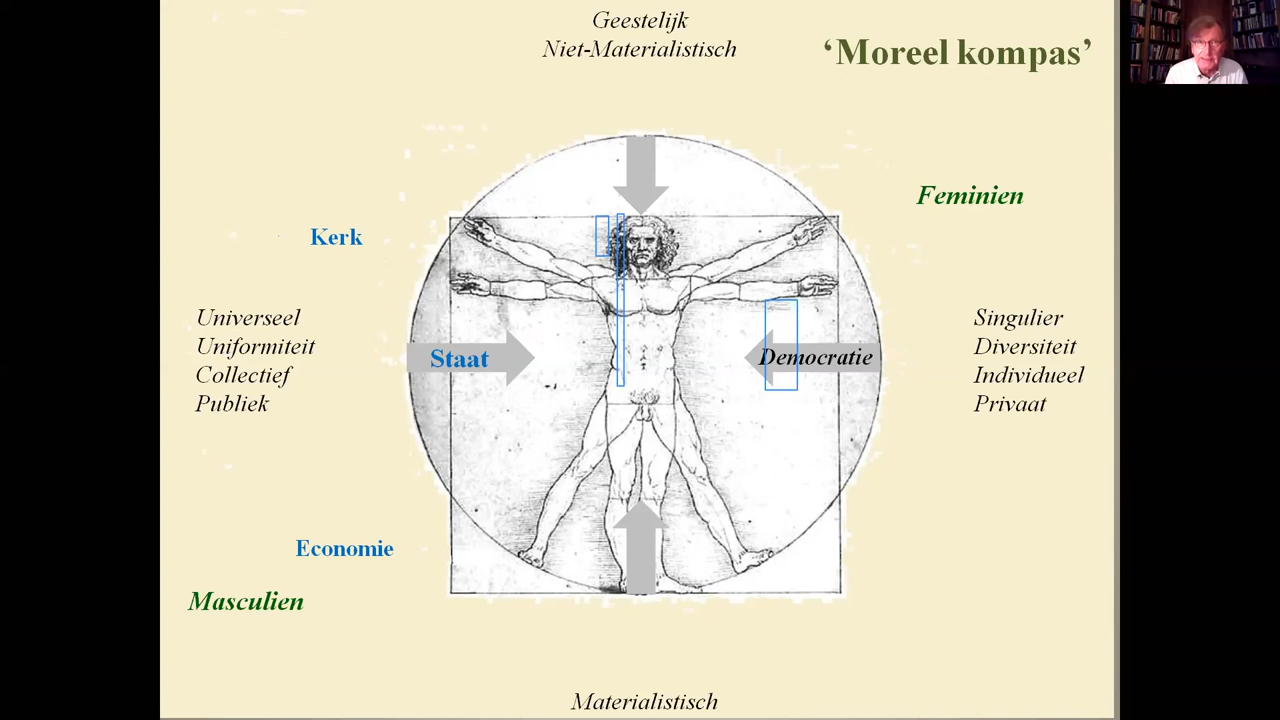 Geestelijk
Niet-Materialistisch
‘Moreel kompas’
Feminien
Kerk
Universeel
Uniformiteit
Collectief
Publiek
Staat
Democratie
Singulier
Diversiteit
Individueel
Privaat
Economie
Masculien
Materialistisch